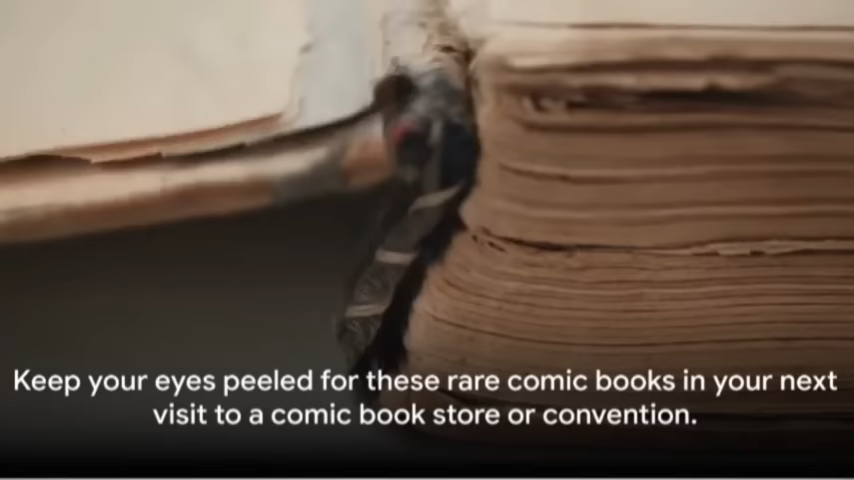 Keep your eyes peeled for these rare comic books in your next
visit to a comic book store or convention.